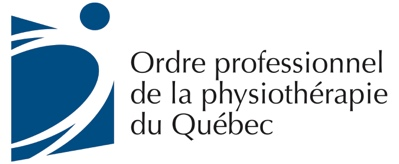 Ordre professionnel
de la physiothérapie
du Québec